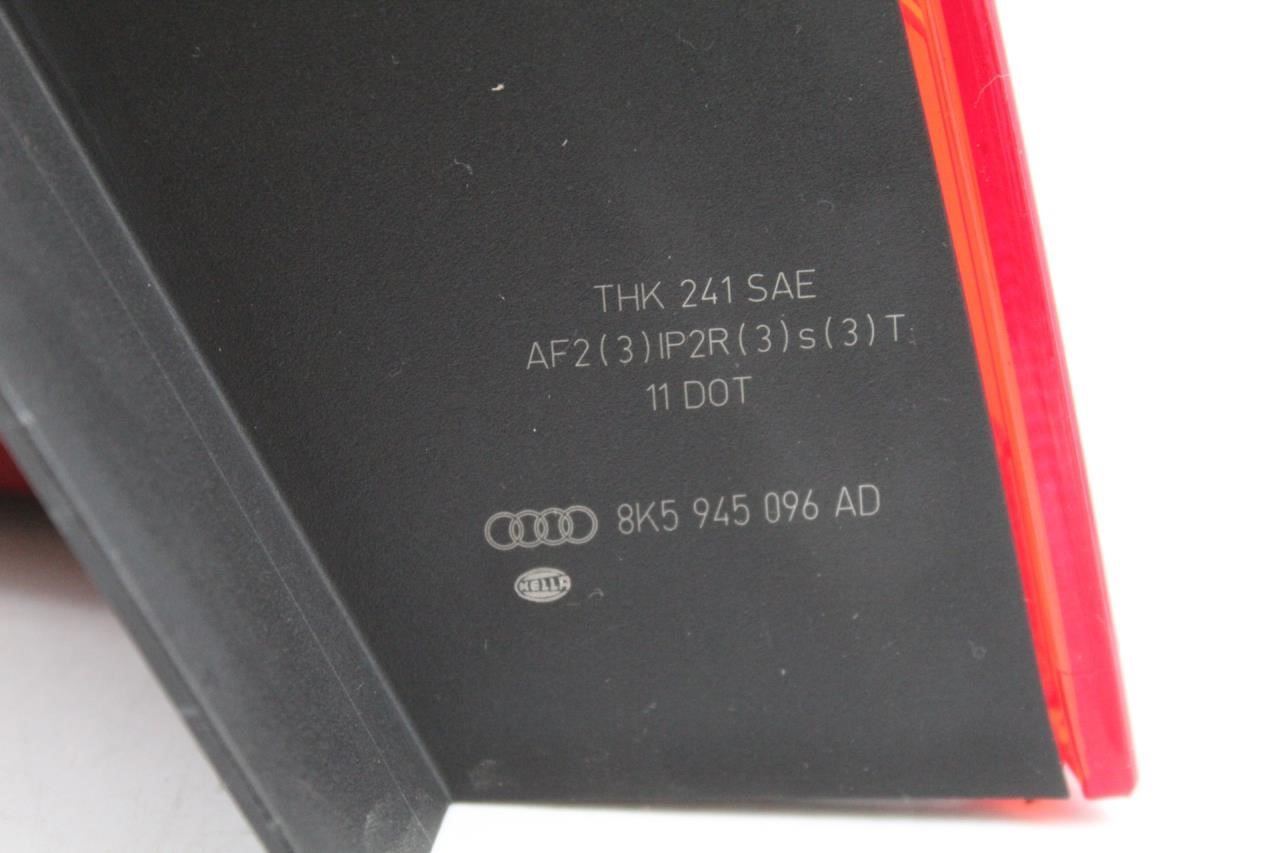 THK 241 SAE
AF2(3)IP2R(3)s(3)T
11 DOT
8K5 945 096 AD
HELLA